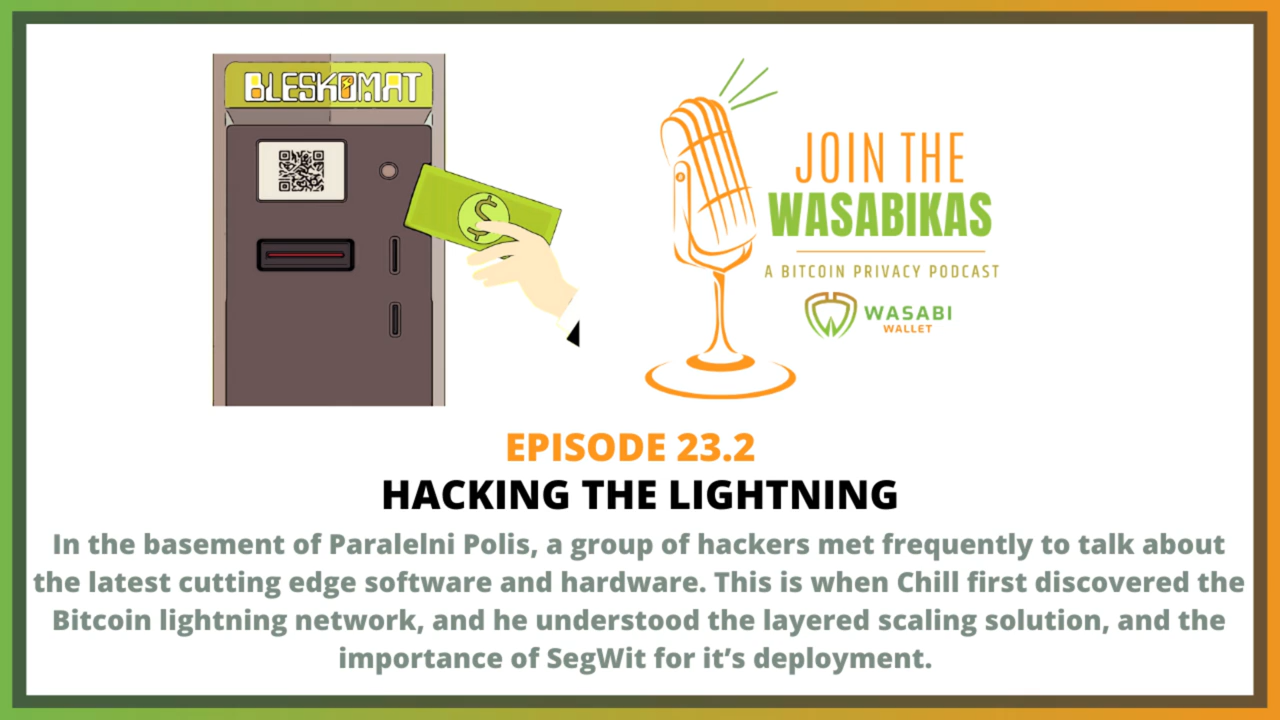 BLESKOMAT
JOIN THE
WASABIKAS
A BITCOIN PRIVACY PODCAST
WASABI
WALLET
EPISODE 23.2
HACKING THE LIGHTNING
In the basement of Paralelni Polis, a group of hackers met frequently to talk about
the latest cutting edge software and hardware. This is when Chill first discovered the
Bitcoin lightning network, and he understood the layered scaling solution, and the
importance of SegWit for it’s deployment.